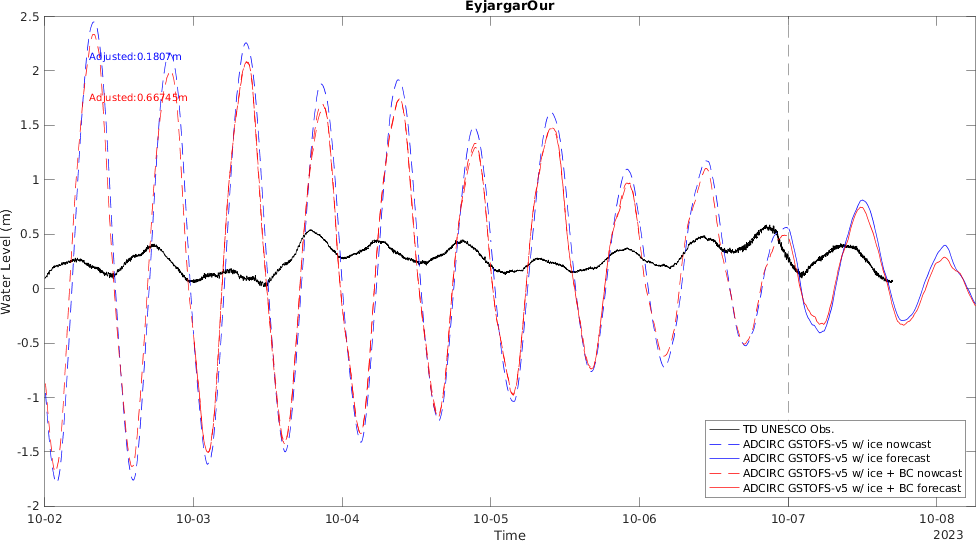 EyjargarOur
2.5
2
1.5
1
0.5
0
-0.5
-1
-1.5
-2
Water Level (m)
Adjusted:0.1807m
Adjusted:0.66745m
TD UNESCO Obs.
ADCIRC GSTOFS-v5 w/ ice nowcast
ADCIRC GSTOFS-v5 w/ ice forecast
ADCIRC GSTOFS-v5 w/ ice + BC nowcast
ADCIRC GSTOFS-v5 w/ ice + BC forecast
10-02 10-03 10-04 10-05 10-06 10-07 10-08
Time
2023